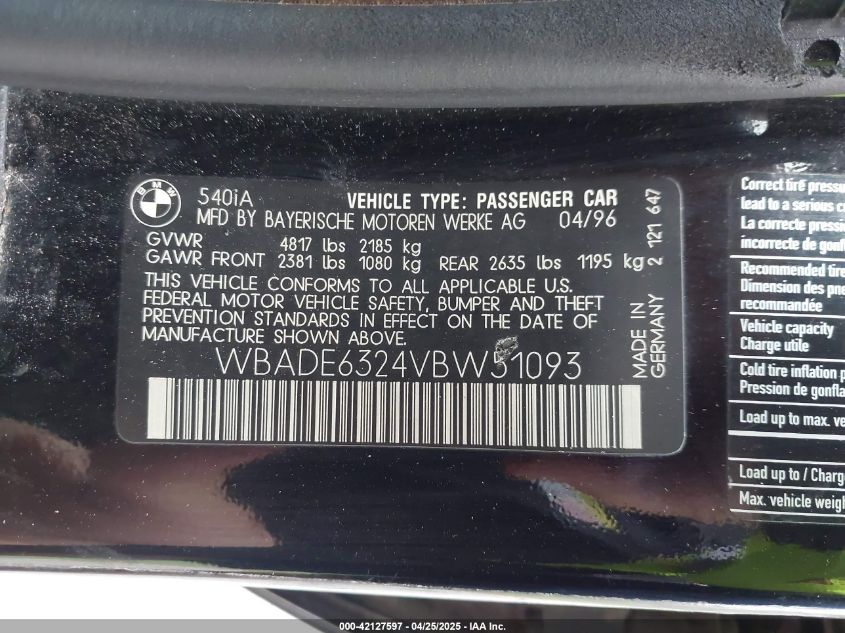 BMW
540iA VEHICLE TYPE: PASSENGER CAR
MFD BY BAYERISCHE MOTOREN WERKE AG 04/96
GVWR 4817 lbs 2185 kg
GAWR FRONT 2381 lbs 1080 kg REAR 2635 lbs 1195 kg
THIS VEHICLE CONFORMS TO ALL APPLICABLE U.S.
FEDERAL MOTOR VEHICLE SAFETY, BUMPER AND THEFT
PREVENTION STANDARDS IN EFFECT ON THE DATE OF
MANUFACTURE SHOWN ABOVE.
WBADE6324VBW51093
MADE IN
GERMANY 2 121 647
Correct tire pressu
lead to a serious c
La correcte pressio
incorrecte de gonf
Recommended tire
Dimension des pne
recommandée
Vehicle capacity
Charge utile
Cold tire inflation p
Pression de gonfla
Load up to max. ve
Load up to / Charg
Max. vehicle weigh
000-42127597 - 04/25/2025 - IAA Inc.